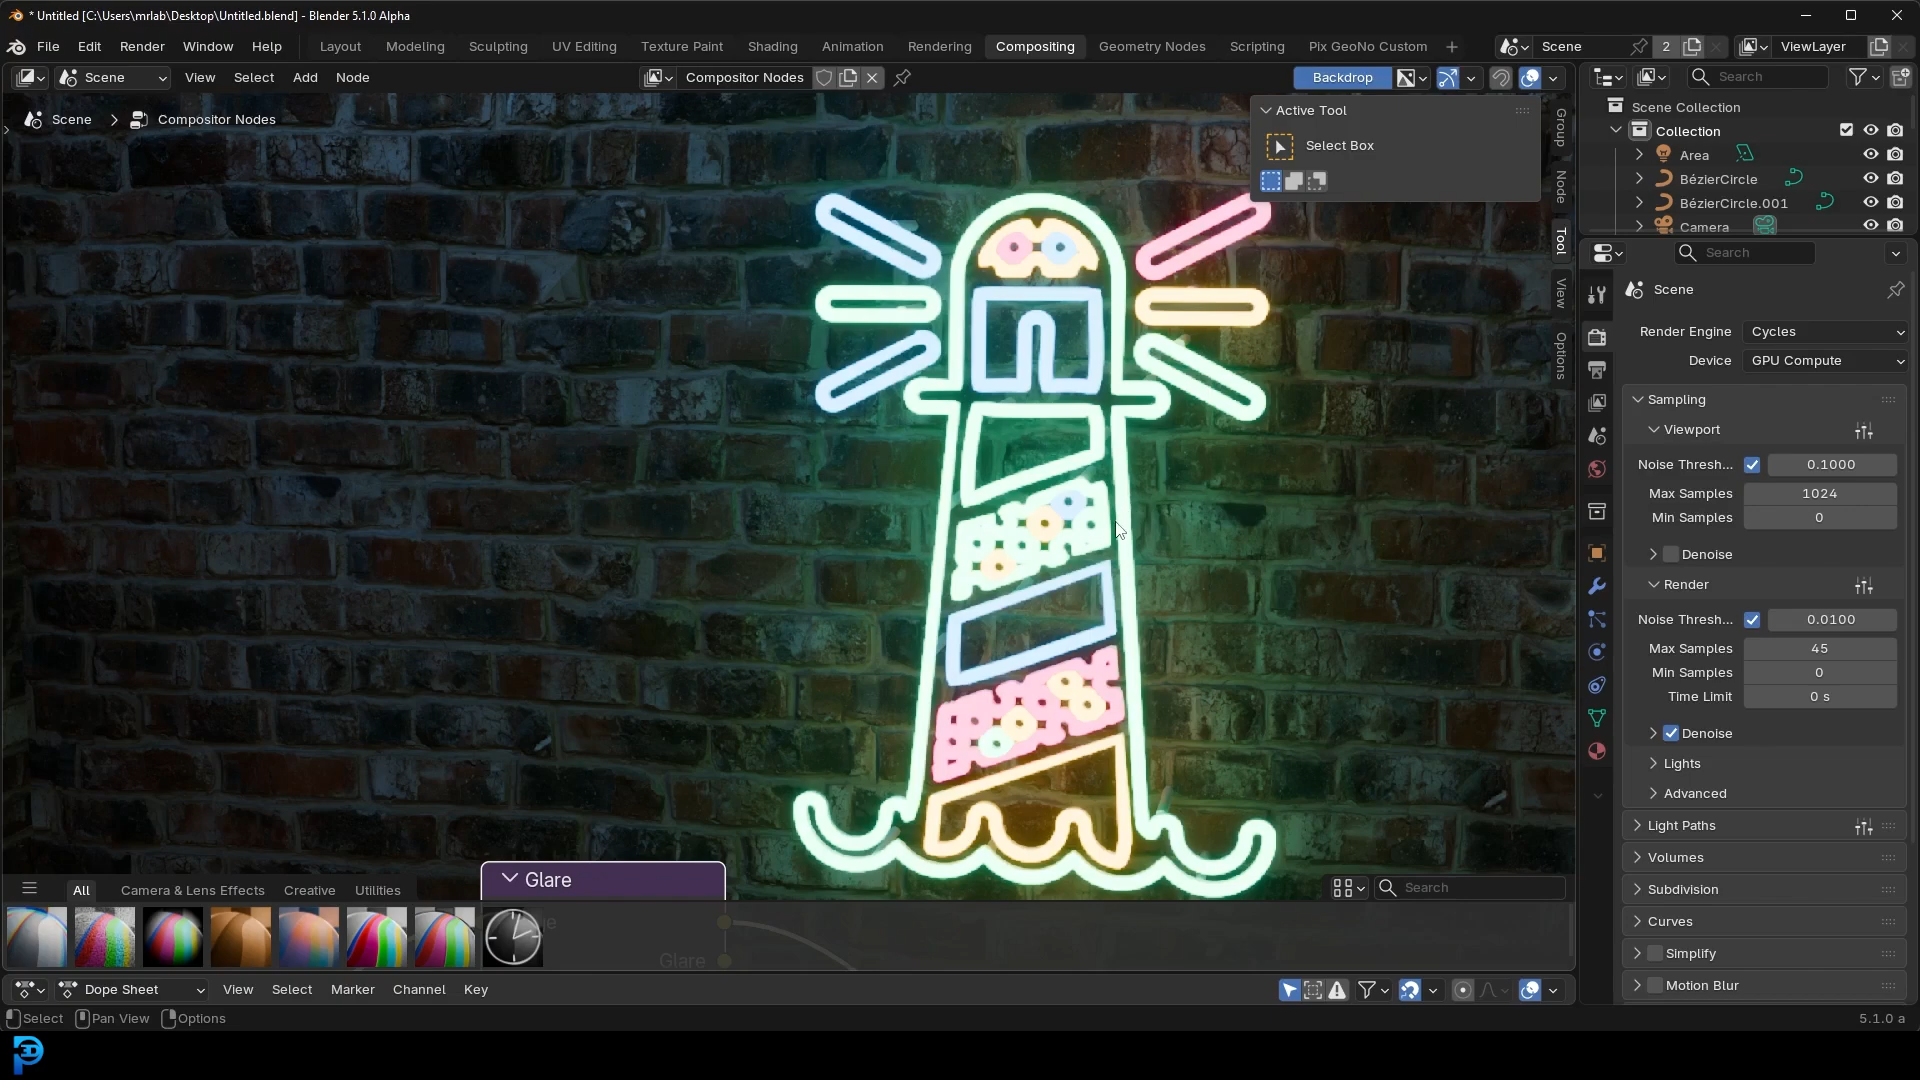 * Untitled [C:\Users\mrlab\Desktop\Untitled.blend] - Blender 5.1.0 Alpha
File Edit Render Window Help Layout Modeling Sculpting UV Editing Texture Paint Shading Animation Rendering Compositing Geometry Nodes Scripting Pix GeoNo Custom + Scene 2 ViewLayer
Scene View Select Add Node Compositor Nodes Backdrop Search
Scene > Compositor Nodes
Active Tool
Select Box
Group
Node
Tool
View
Options
Scene Collection
Collection
Area
BézierCircle
BézierCircle.001
Camera
Search
Scene
Render Engine Cycles
Device GPU Compute
Sampling
Viewport
Noise Thresh... 0.1000
Max Samples 1024
Min Samples 0
Denoise
Render
Noise Thresh... 0.0100
Max Samples 45
Min Samples 0
Time Limit 0 s
Denoise
Lights
Advanced
Light Paths
Volumes
Subdivision
Curves
Simplify
Motion Blur
Glare
All Camera & Lens Effects Creative Utilities Search
Glare
Dope Sheet View Select Marker Channel Key
Select Pan View Options 5.1.0 a